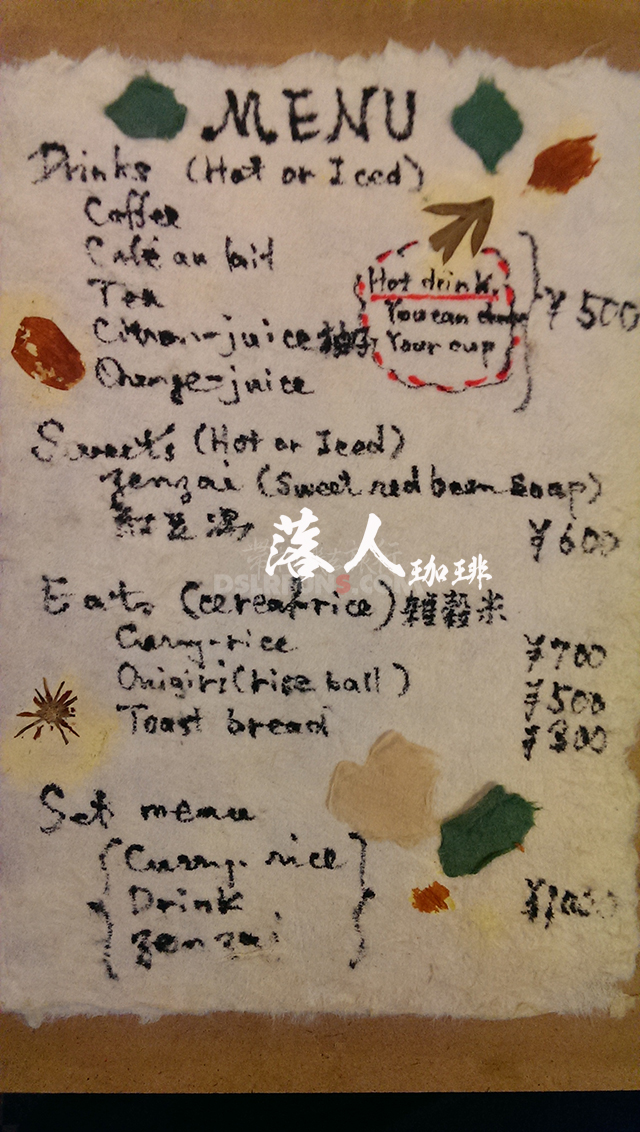 MENU
Drinks (Hot or Iced)
Coffee
Café au lait
Tea
Citron-juice 柚子
Orange-juice
Hot drink,
You can
Your cup
¥500
Sweets (Hot or Iced)
Zenzai (Sweet red bean soap)
紅豆湯
¥600
落人珈琲
Eats (cereal-rice) 雑穀米
Curry-rice ¥700
Onigiri (rise ball) ¥500
Toast bread ¥300
Set menu
Curry-rice
Drink
Zenzai